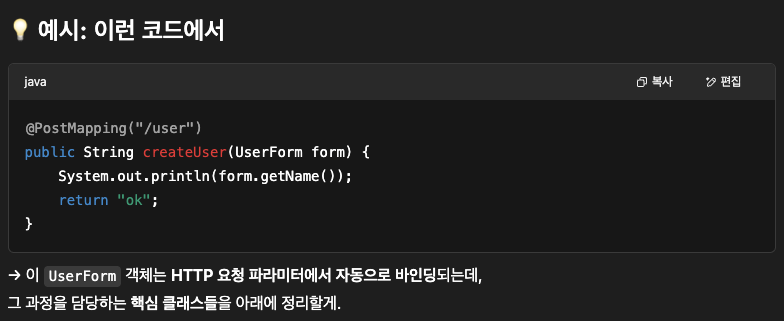 💡 예시: 이런 코드에서
java 복사 편집
@PostMapping("/user")
public String createUser(UserForm form) {
    System.out.println(form.getName());
    return "ok";
}
→ 이 UserForm 객체는 HTTP 요청 파라미터에서 자동으로 바인딩되는데,
그 과정을 담당하는 핵심 클래스들을 아래에 정리할게.